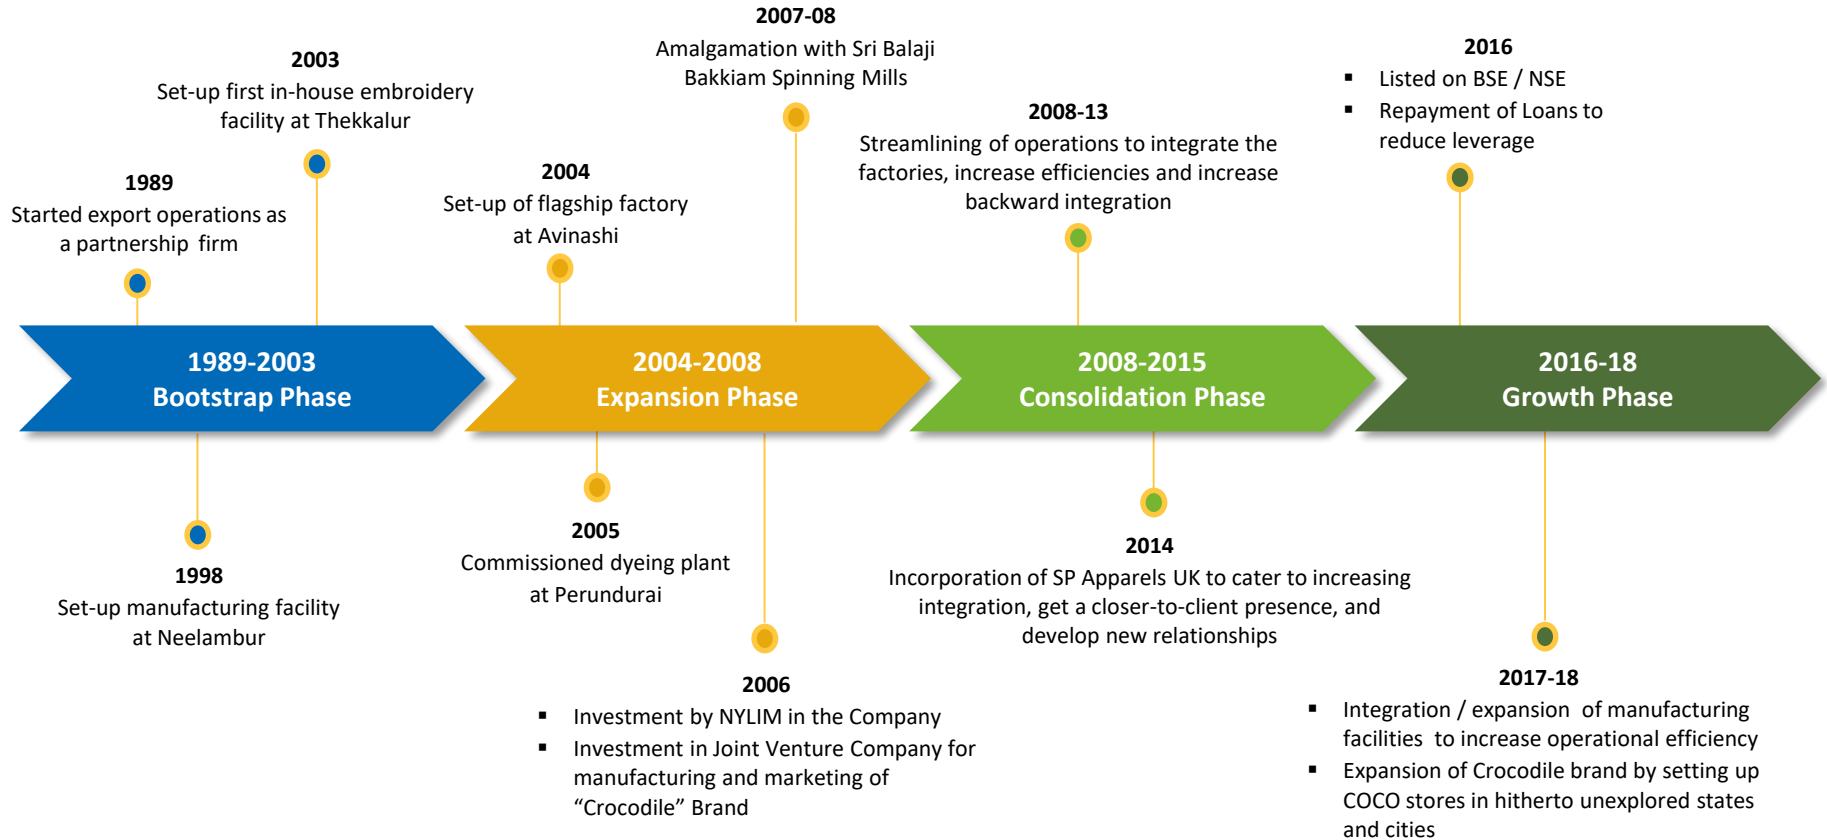 1989
Started export operations as
a partnership firm
2003
Set-up first in-house embroidery
facility at Thekkalur
2004
Set-up of flagship factory
at Avinashi
2007-08
Amalgamation with Sri Balaji
Bakkiam Spinning Mills
2008-13
Streamlining of operations to integrate the
factories, increase efficiencies and increase
backward integration
2016
▪ Listed on BSE / NSE
▪ Repayment of Loans to
reduce leverage
1989-2003
Bootstrap Phase
2004-2008
Expansion Phase
2008-2015
Consolidation Phase
2016-18
Growth Phase
1998
Set-up manufacturing facility
at Neelambur
2005
Commissioned dyeing plant
at Perundurai
2006
▪ Investment by NYLIM in the Company
▪ Investment in Joint Venture Company for
manufacturing and marketing of
“Crocodile” Brand
2014
Incorporation of SP Apparels UK to cater to increasing
integration, get a closer-to-client presence, and
develop new relationships
2017-18
▪ Integration / expansion of manufacturing
facilities to increase operational efficiency
▪ Expansion of Crocodile brand by setting up
COCO stores in hitherto unexplored states
and cities